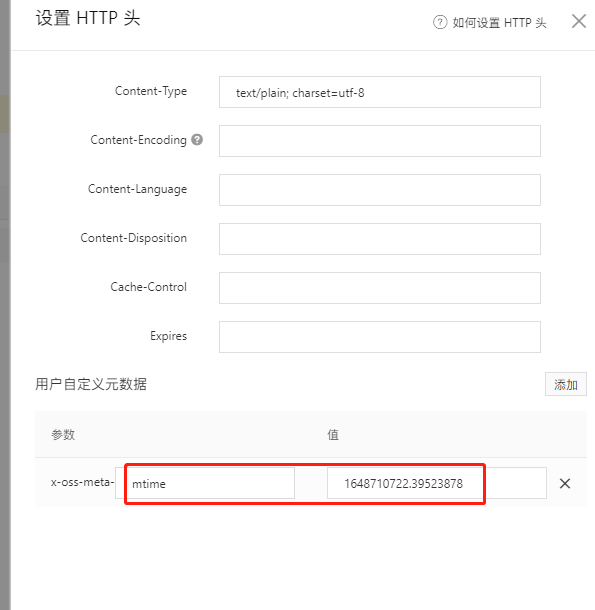 设置 HTTP 头
如何设置 HTTP 头
Content-Type text/plain; charset=utf-8
Content-Encoding
Content-Language
Content-Disposition
Cache-Control
Expires
用户自定义元数据 添加
参数 值
x-oss-meta- mtime 1648710722.39523878